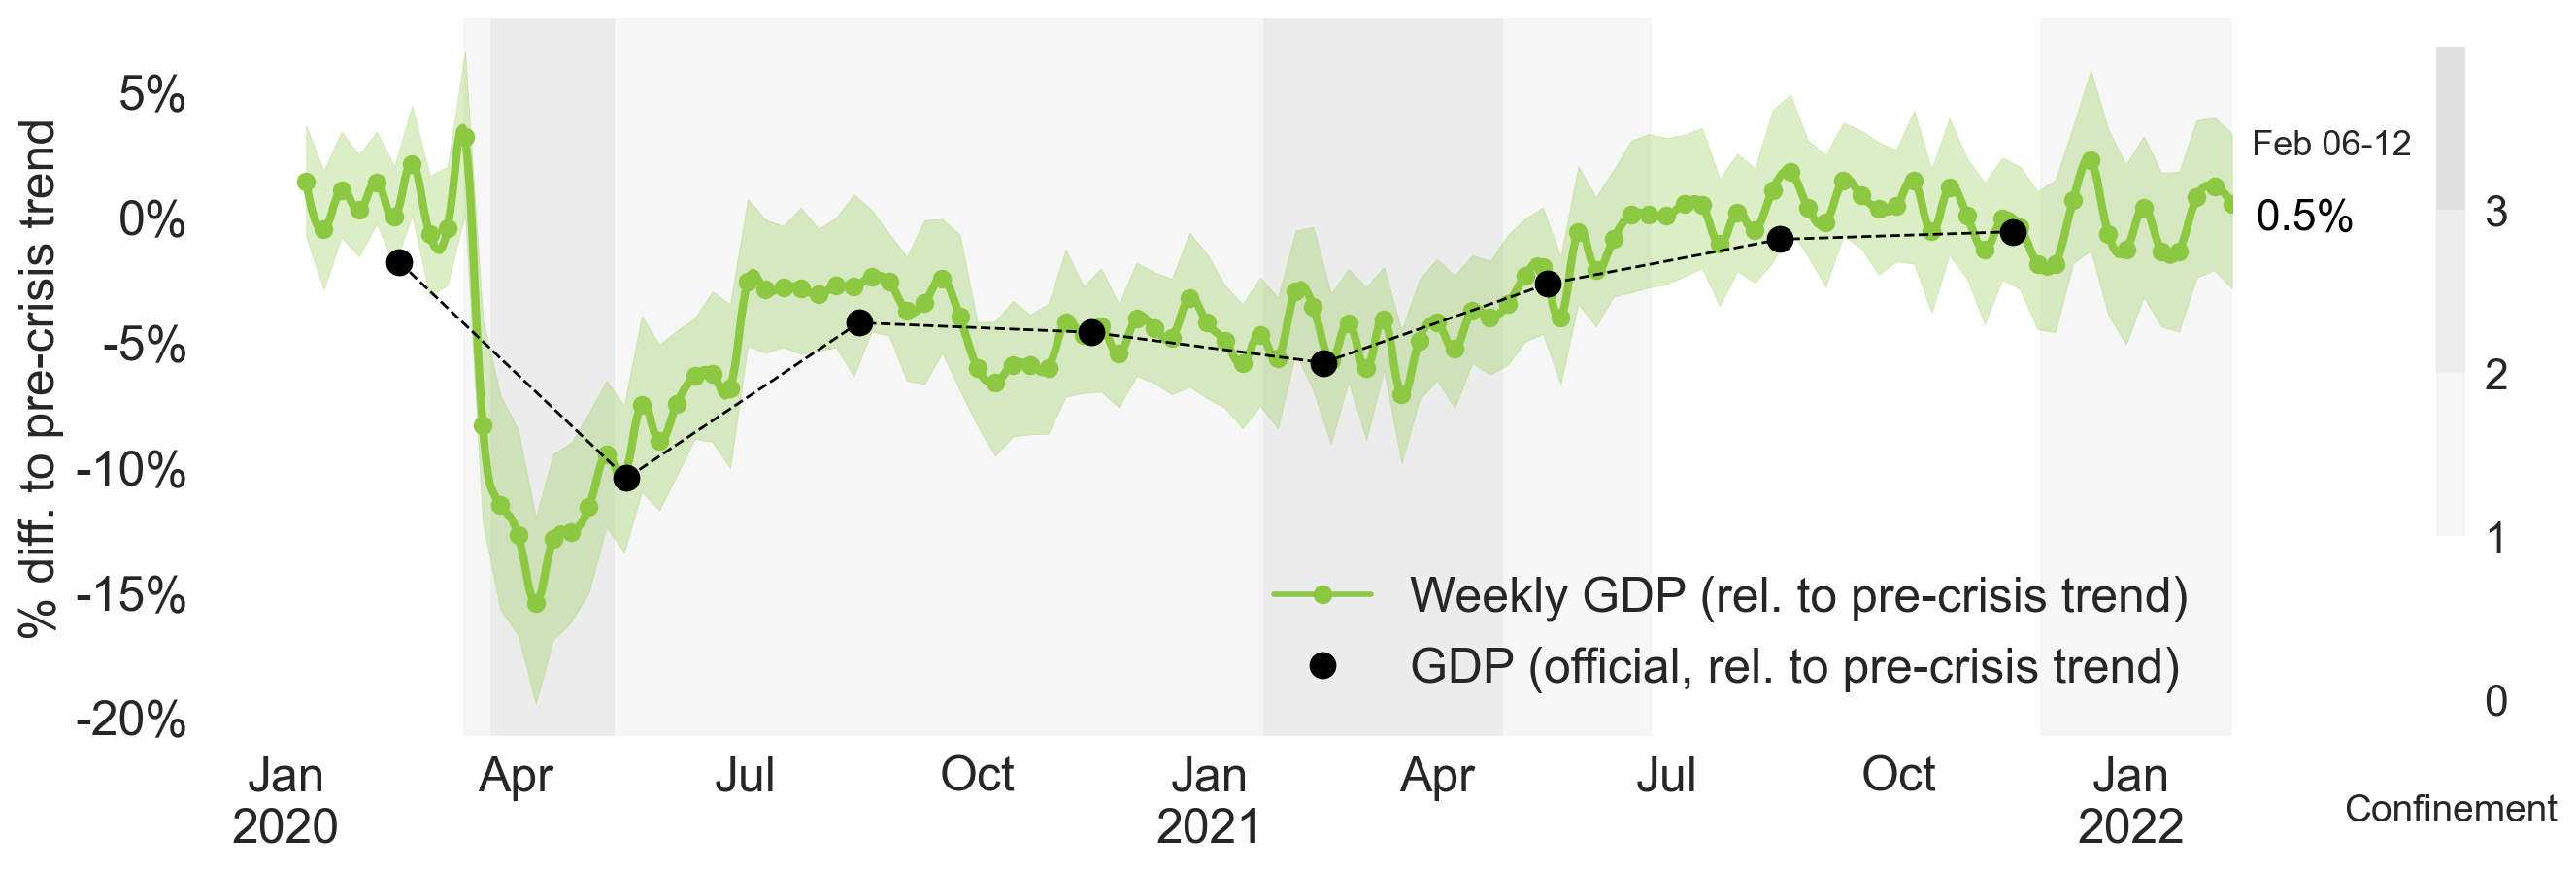 % diff. to pre-crisis trend
5%
0%
-5%
-10%
-15%
-20%
Jan Apr Jul Oct Jan Apr Jul Oct Jan
2020 2021 2022
Weekly GDP (rel. to pre-crisis trend)
GDP (official, rel. to pre-crisis trend)
Feb 06-12
0.5%
3
2
1
0
Confinement